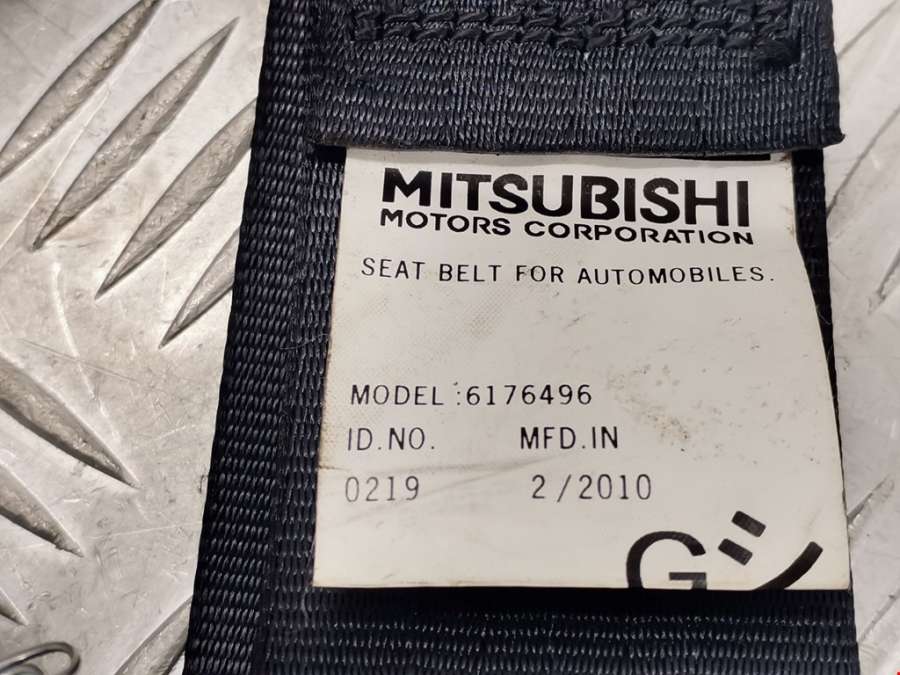 MITSUBISHI
MOTORS CORPORATION
SEAT BELT FOR AUTOMOBILES.
MODEL :6176496
ID.NO. MFD.IN
0219 2/2010
G